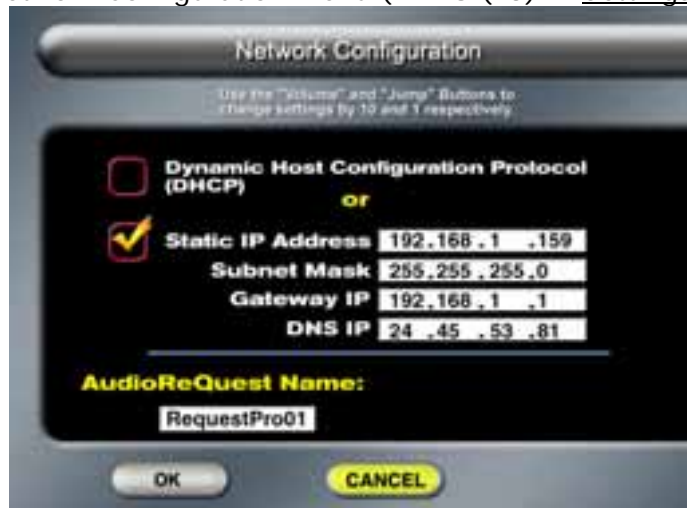 Network Configuration
Use the "Volume" and "Jump" Buttons to
change settings by 10 and 1 respectively
Dynamic Host Configuration Protocol
(DHCP)
or
Static IP Address 192.168.1 .159
Subnet Mask 255.255.255.0
Gateway IP 192.168.1 .1
DNS IP 24 .45 .53 .81
AudioReQuest Name:
RequestPro01
OK CANCEL